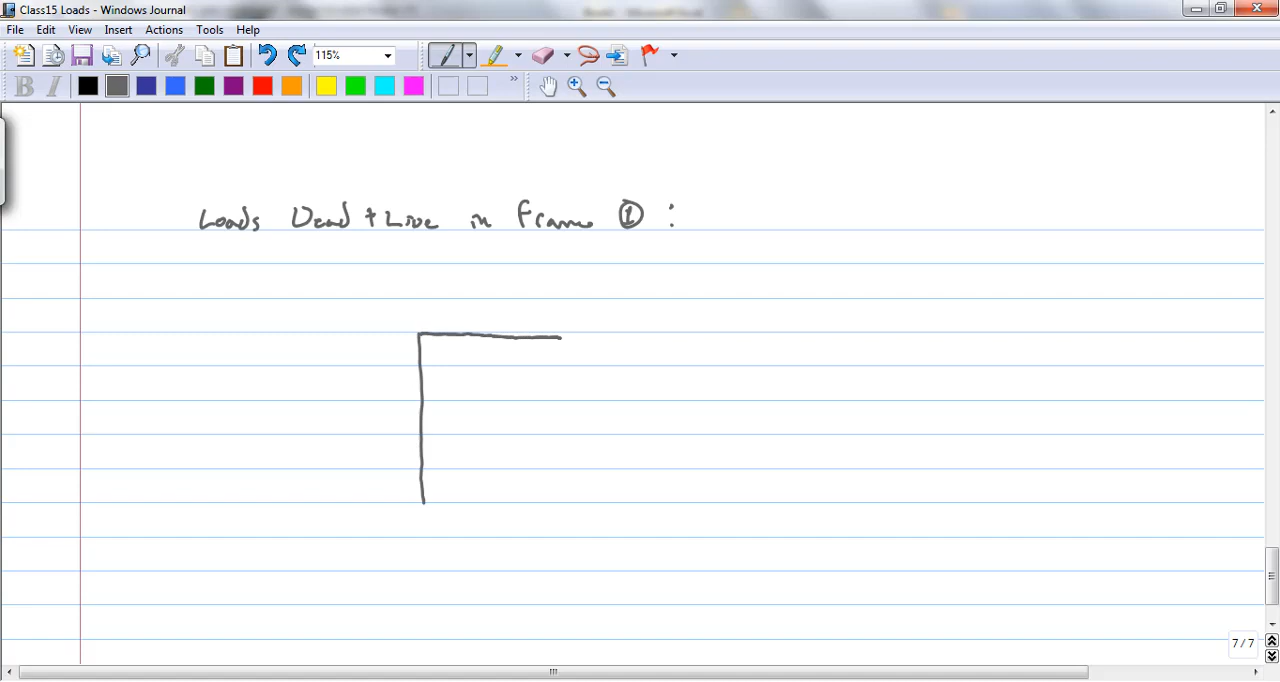 Class15 Loads - Windows Journal
File Edit View Insert Actions Tools Help
115%
B I
Loads Dead + Live in Frame ① :
7 / 7